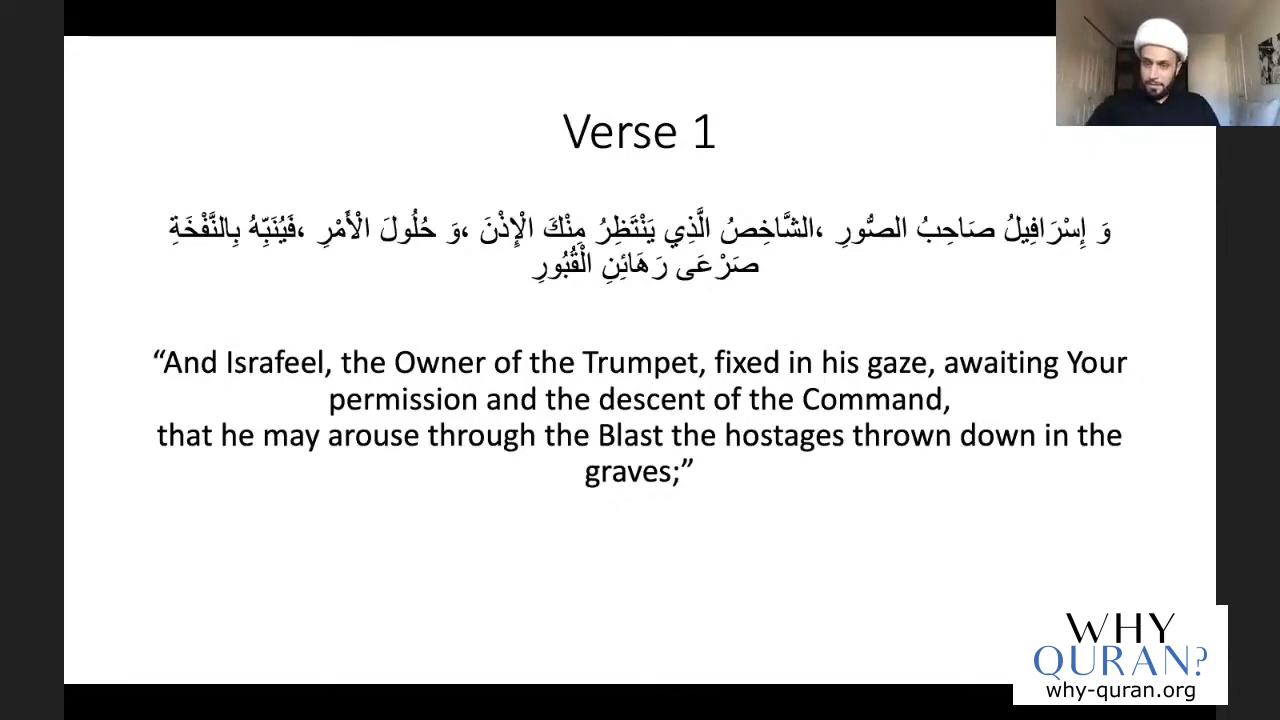 Verse 1
وَ إِسْرَافِيلُ صَاحِبُ الصُّورِ ،الشَّاخِصُ الَّذِي يَنْتَظِرُ مِنْكَ الْإِذْنَ ،وَ حُلُولَ الْأَمْرِ ،فَيُنَبِّهُ بِالنَّفْخَةِ
صَرْعَى رَهَائِنِ الْقُبُورِ
“And Israfeel, the Owner of the Trumpet, fixed in his gaze, awaiting Your
permission and the descent of the Command,
that he may arouse through the Blast the hostages thrown down in the
graves;”
WHY
QURAN?
why-quran.org